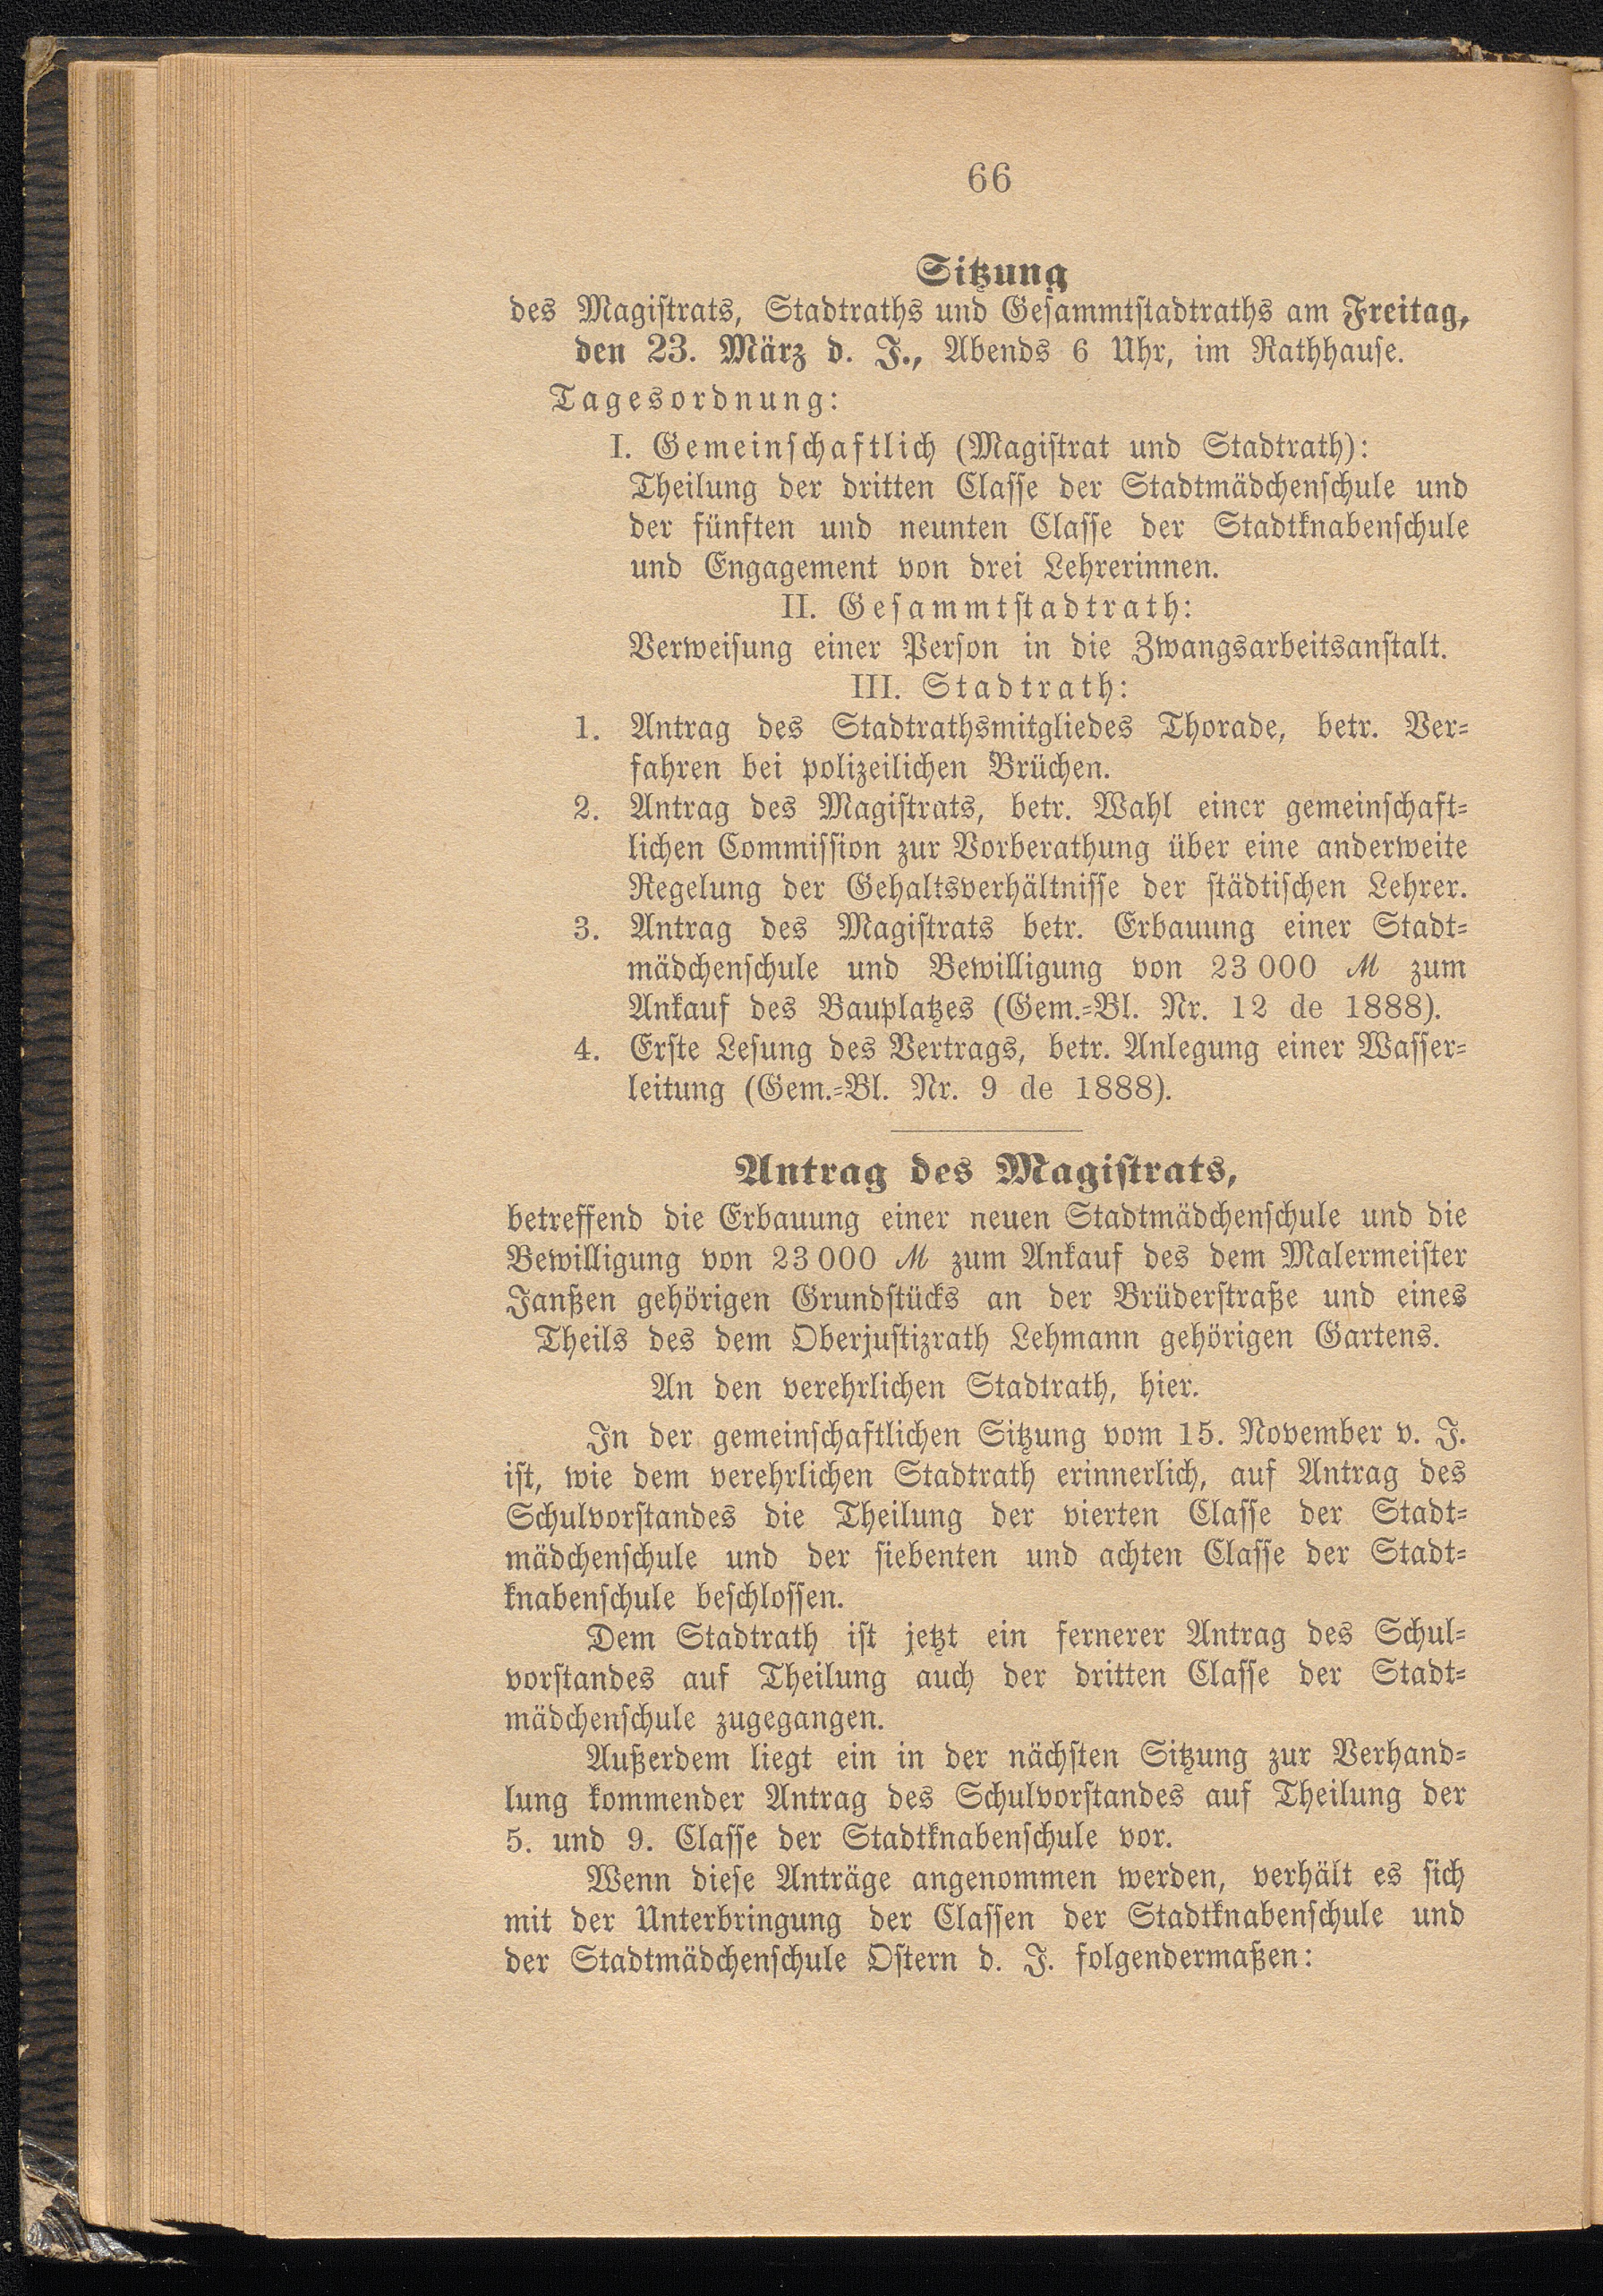 66
Sitzung
des Magistrats, Stadtraths und Gesammtstadtraths am Freitag,
den 23. März d. J., Abends 6 Uhr, im Rathhause.
Tagesordnung:
I. Gemeinschaftlich (Magistrat und Stadtrath):
Theilung der dritten Classe der Stadtmädchenschule und
der fünften und neunten Classe der Stadtknabenschule
und Engagement von drei Lehrerinnen.
II. Gesammtstadtrath:
Verweisung einer Person in die Zwangsarbeitsanstalt.
III. Stadtrath:
1. Antrag des Stadtrathsmitgliedes Thorade, betr. Ver-
fahren bei polizeilichen Brüchen.
2. Antrag des Magistrats, betr. Wahl einer gemeinschaft-
lichen Commission zur Vorberathung über eine anderweite
Regelung der Gehaltsverhältnisse der städtischen Lehrer.
3. Antrag des Magistrats betr. Erbauung einer Stadt-
mädchenschule und Bewilligung von 23 000 ℳ zum
Ankauf des Bauplatzes (Gem.-Bl. Nr. 12 de 1888).
4. Erste Lesung des Vertrags, betr. Anlegung einer Wasser-
leitung (Gem.-Bl. Nr. 9 de 1888).
Antrag des Magistrats,
betreffend die Erbauung einer neuen Stadtmädchenschule und die
Bewilligung von 23 000 ℳ zum Ankauf des dem Malermeister
Janßen gehörigen Grundstücks an der Brüderstraße und eines
Theils des dem Oberjustizrath Lehmann gehörigen Gartens.
An den verehrlichen Stadtrath, hier.
In der gemeinschaftlichen Sitzung vom 15. November v. J.
ist, wie dem verehrlichen Stadtrath erinnerlich, auf Antrag des
Schulvorstandes die Theilung der vierten Classe der Stadt-
mädchenschule und der siebenten und achten Classe der Stadt-
knabenschule beschlossen.
Dem Stadtrath ist jetzt ein fernerer Antrag des Schul-
vorstandes auf Theilung auch der dritten Classe der Stadt-
mädchenschule zugegangen.
Außerdem liegt ein in der nächsten Sitzung zur Verhand-
lung kommender Antrag des Schulvorstandes auf Theilung der
5. und 9. Classe der Stadtknabenschule vor.
Wenn diese Anträge angenommen werden, verhält es sich
mit der Unterbringung der Classen der Stadtknabenschule und
der Stadtmädchenschule Ostern d. J. folgendermaßen: